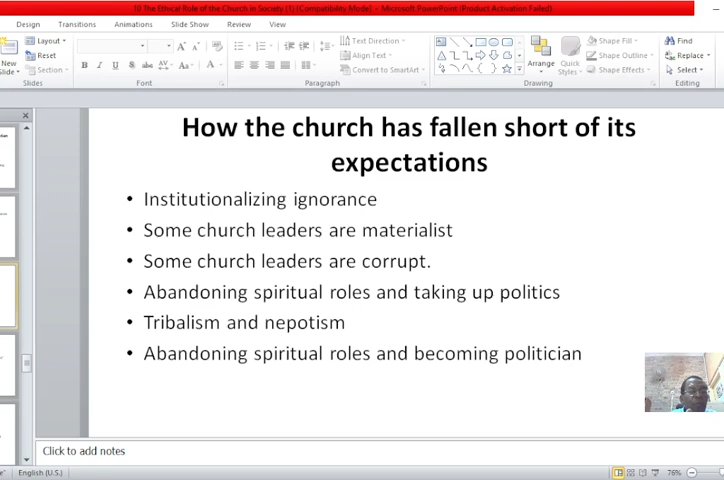 10 The Ethical Role of the Church in Society (1) [Compatibility Mode] - Microsoft PowerPoint (Product Activation Failed)
Design Transitions Animations Slide Show Review View
Layout
Reset
Section
New
Slide
Slides
B I U S abc AV Aa A
Font
Text Direction
Align Text
Convert to SmartArt
Paragraph
Arrange
Quick
Styles
Shape Fill
Shape Outline
Shape Effects
Drawing
Find
Replace
Select
Editing
How the church has fallen short of its
expectations
• Institutionalizing ignorance
• Some church leaders are materialist
• Some church leaders are corrupt.
• Abandoning spiritual roles and taking up politics
• Tribalism and nepotism
• Abandoning spiritual roles and becoming politician
Click to add notes
English (U.S.)
76%